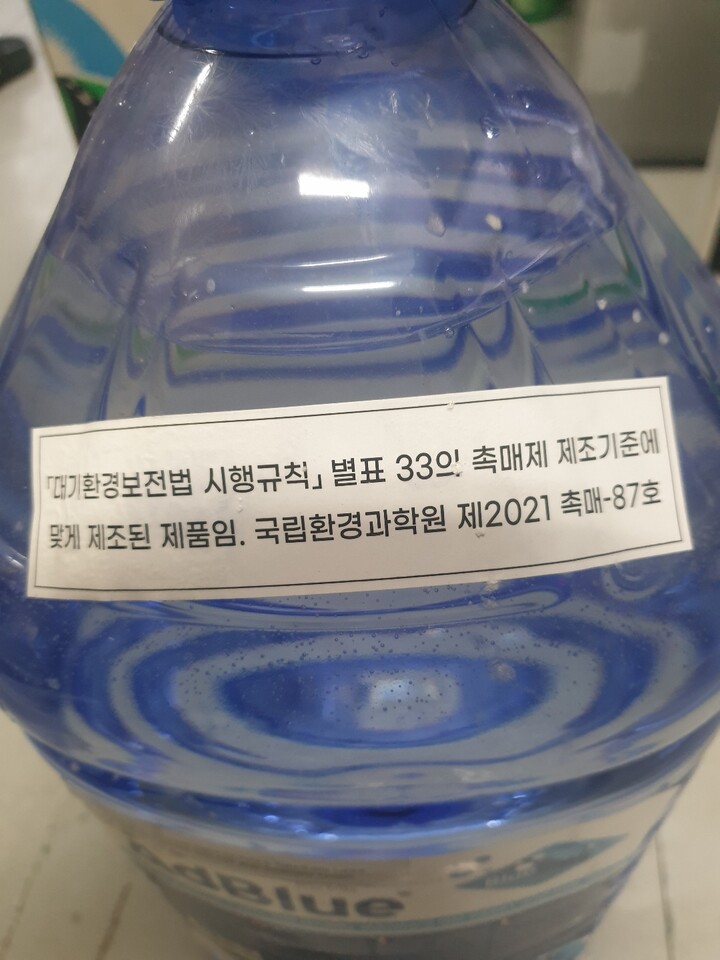 「대기환경보전법 시행규칙」 별표 33의 촉매제 제조기준에
맞게 제조된 제품임. 국립환경과학원 제2021 촉매-87호
AdBlue